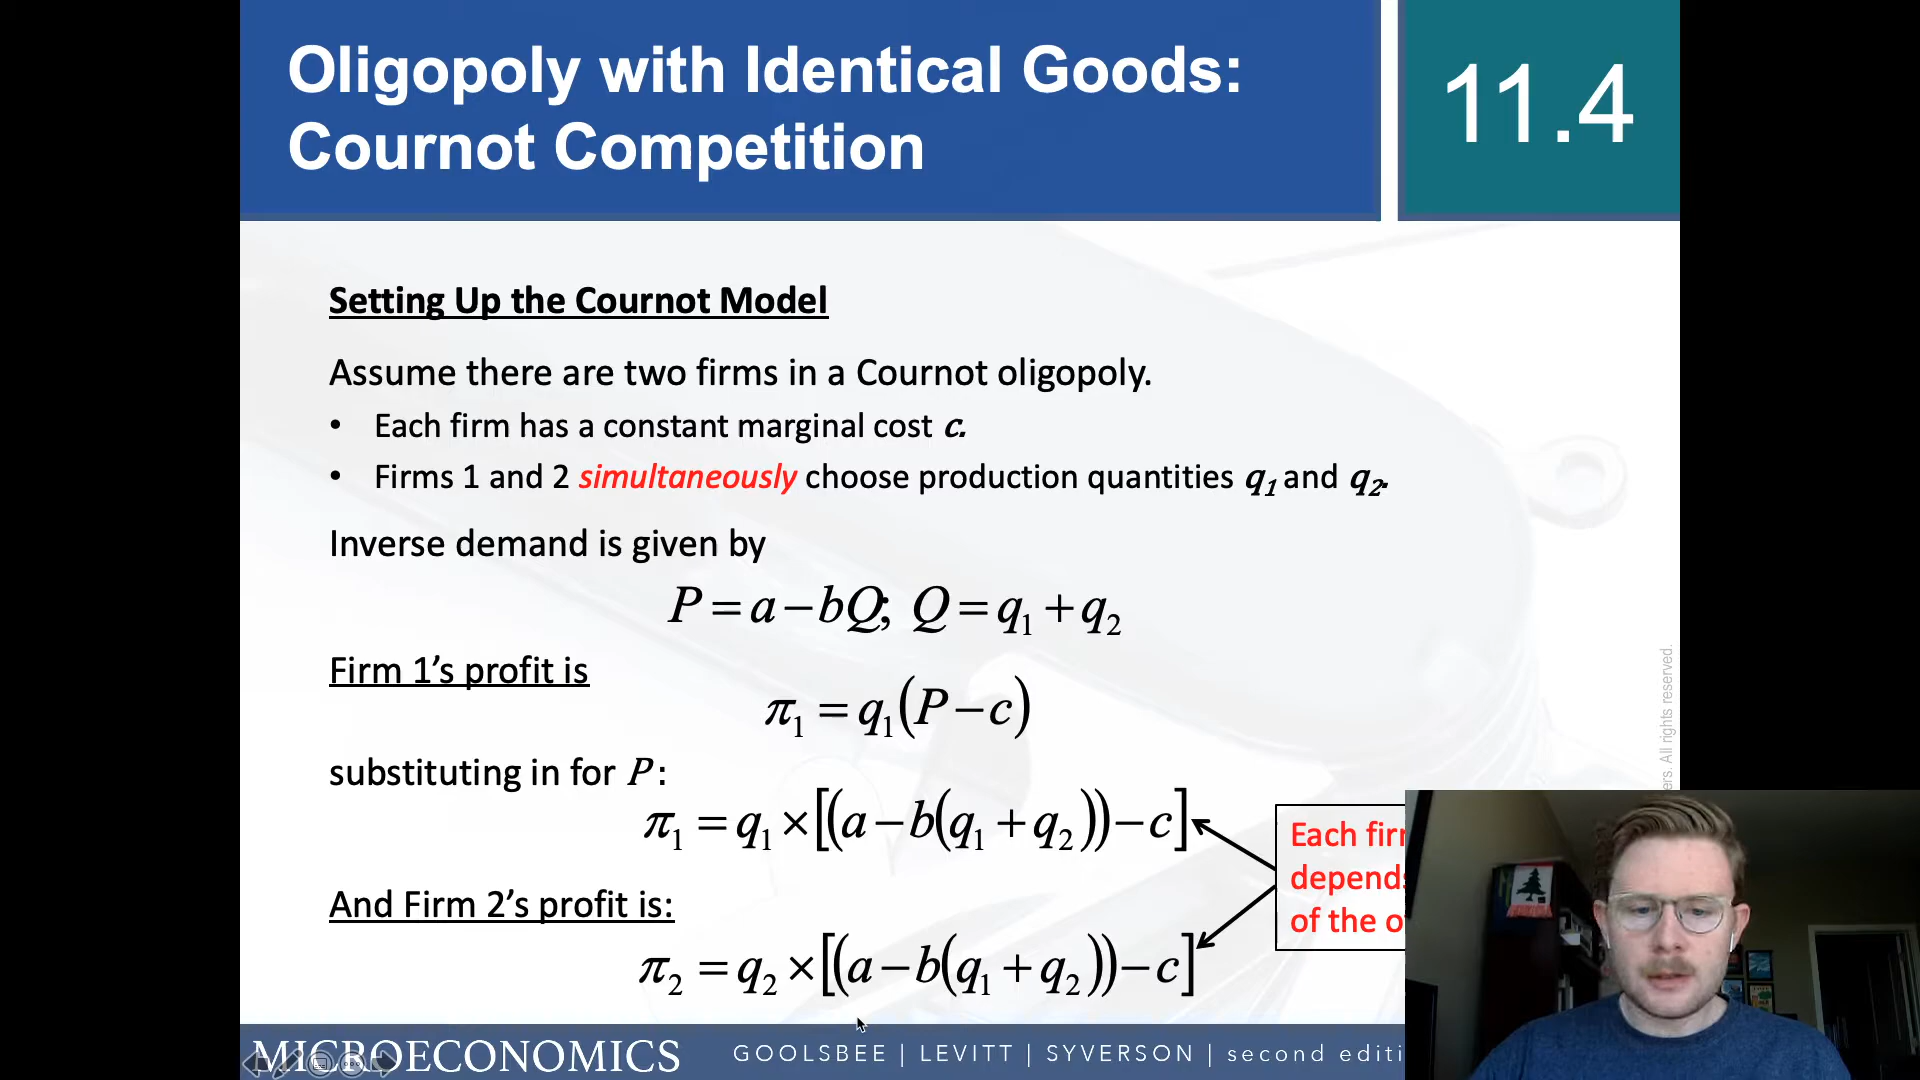 Oligopoly with Identical Goods:
Cournot Competition
11.4
Setting Up the Cournot Model
Assume there are two firms in a Cournot oligopoly.
• Each firm has a constant marginal cost c.
• Firms 1 and 2 simultaneously choose production quantities q₁ and q₂.
Inverse demand is given by
P = a − bQ; Q = q₁ + q₂
Firm 1’s profit is
π₁ = q₁(P − c)
substituting in for P:
π₁ = q₁ × [(a − b(q₁ + q₂)) − c]
And Firm 2’s profit is:
π₂ = q₂ × [(a − b(q₁ + q₂)) − c]
Each
depends
of the
All rights reserved.
MICROECONOMICS
GOOLSBEE | LEVITT | SYVERSON | second